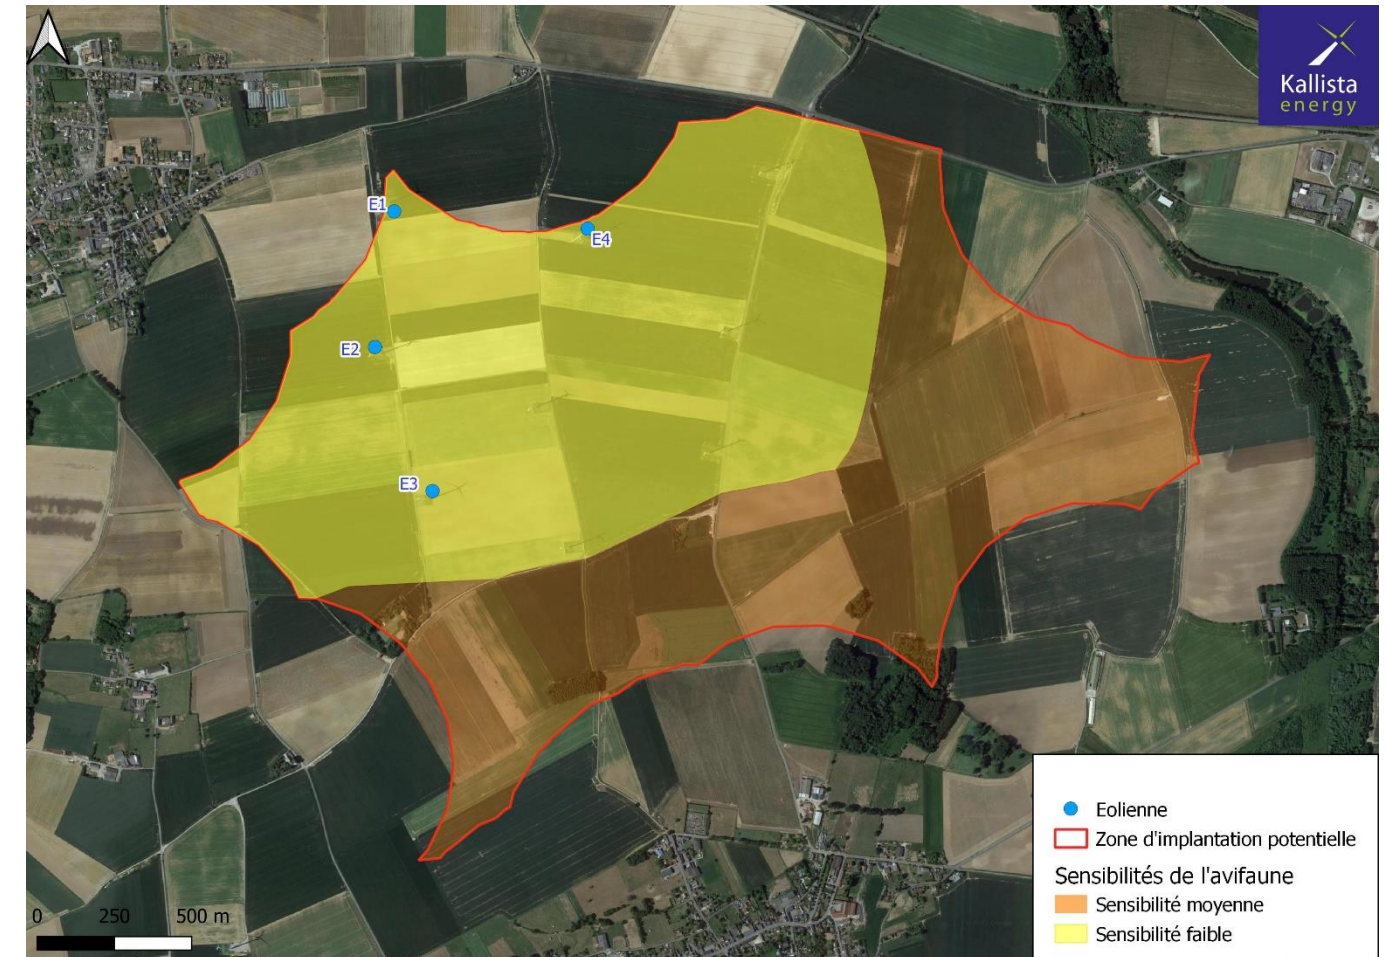 Kallista
energy
E1
E4
E2
E3
Eolienne
Zone d'implantation potentielle
Sensibilités de l'avifaune
Sensibilité moyenne
Sensibilité faible
0 250 500 m